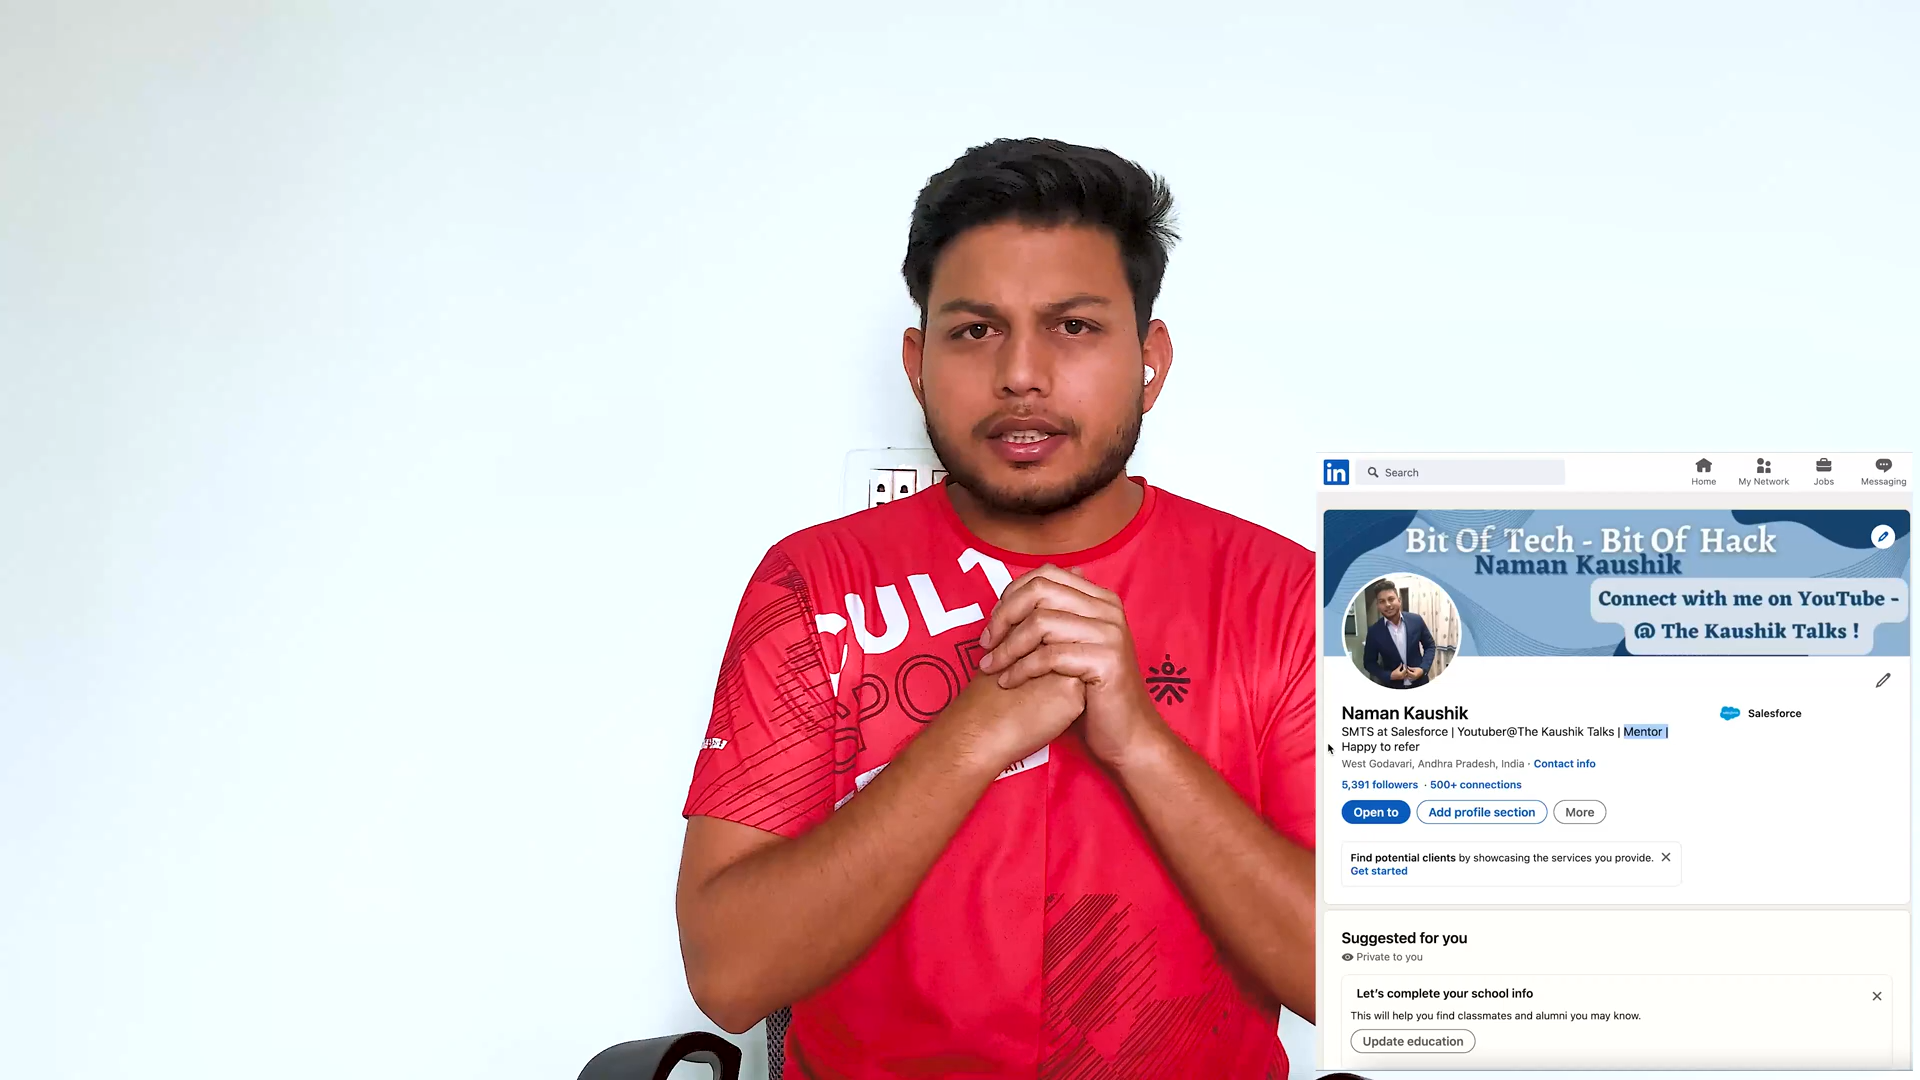 CULT
SPOR
in
Search
Home
My Network
Jobs
Messaging
Bit Of Tech - Bit Of Hack
Naman Kaushik
Connect with me on YouTube -
@ The Kaushik Talks !
Naman Kaushik
Salesforce
SMTS at Salesforce | Youtuber@The Kaushik Talks | Mentor |
Happy to refer
West Godavari, Andhra Pradesh, India · Contact info
5,391 followers · 500+ connections
Open to
Add profile section
More
Find potential clients by showcasing the services you provide.
Get started
Suggested for you
Private to you
Let's complete your school info
This will help you find classmates and alumni you may know.
Update education